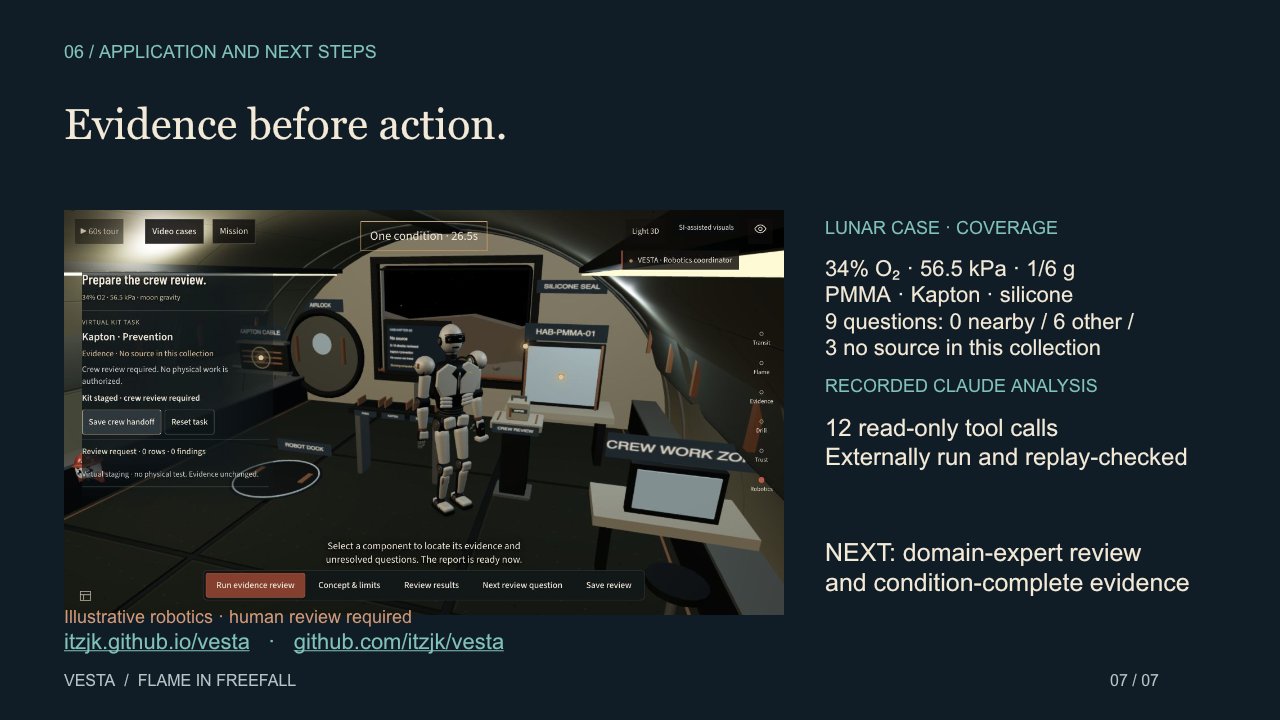 06 / APPLICATION AND NEXT STEPS
Evidence before action.
▶ 60s tour
Video cases
Mission
One condition · 26.5s
Light 3D
SI-assisted visuals
VESTA · Robotics coordinator
Prepare the crew review.
34% O2 · 56.5 kPa · moon gravity
VIRTUAL KIT TASK
Kapton · Prevention
Evidence · No source in this collection
Crew review required. No physical work is
authorized.
Kit staged · crew review required
Save crew handoff
Reset task
Review request · 0 rows · 0 findings
Virtual staging · no physical test. Evidence unchanged.
AIRLOCK
KAPTON CABLE
ROBOT DOCK
SILICONE SEAL
HAB-PMMA-01
CREW REVIEW
CREW WORK ZO
Transit
Flame
Evidence
Drill
Trust
Robotics
Select a component to locate its evidence and
unresolved questions. The report is ready now.
Run evidence review
Concept & limits
Review results
Next review question
Save review
Illustrative robotics · human review required
itzjk.github.io/vesta · github.com/itzjk/vesta
LUNAR CASE · COVERAGE
34% O₂ · 56.5 kPa · 1/6 g
PMMA · Kapton · silicone
9 questions: 0 nearby / 6 other /
3 no source in this collection
RECORDED CLAUDE ANALYSIS
12 read-only tool calls
Externally run and replay-checked
NEXT: domain-expert review
and condition-complete evidence
VESTA / FLAME IN FREEFALL
07 / 07